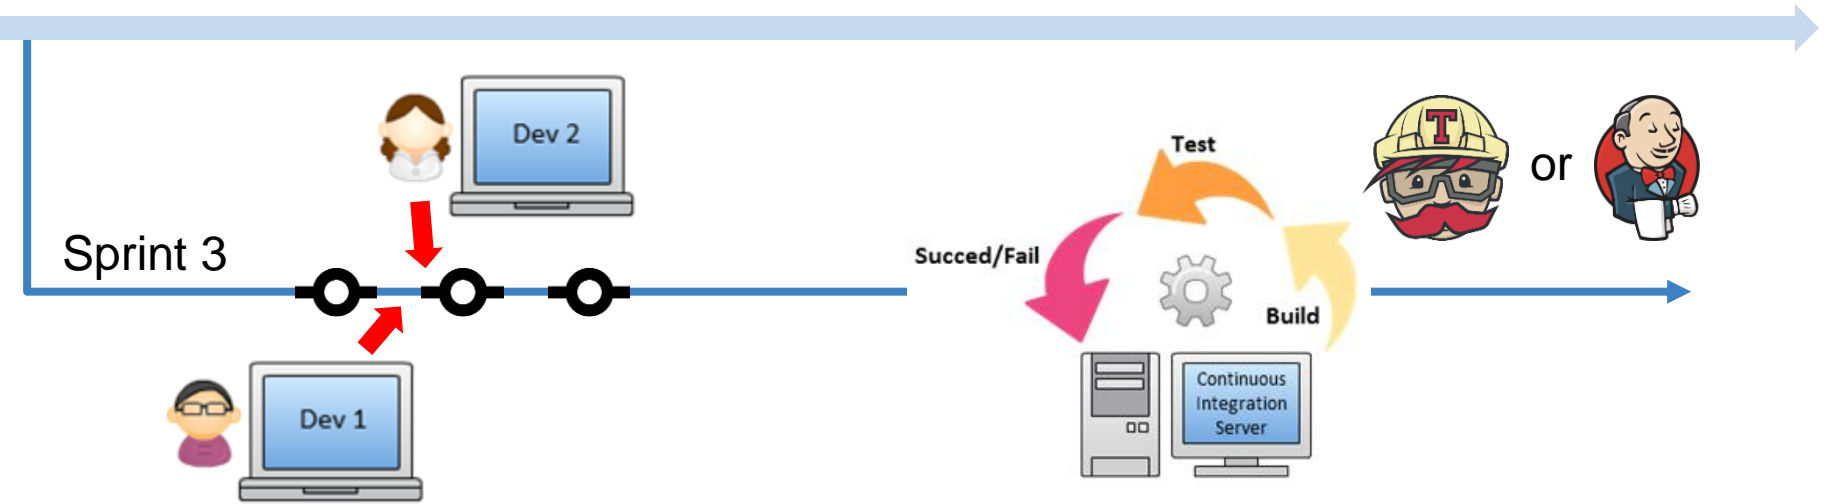 Dev 2
Test
T
or
Sprint 3
Succed/Fail
Build
Dev 1
Continuous
Integration
Server